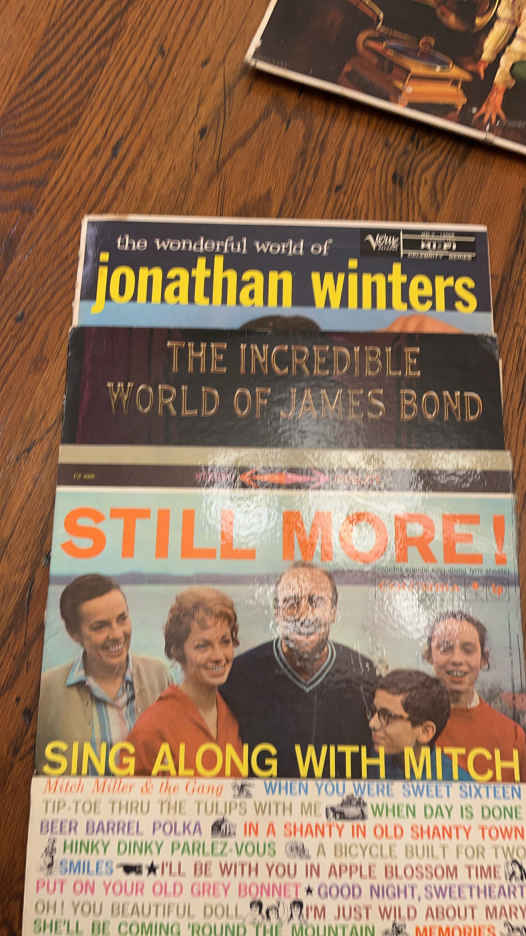 the wonderful world of
Verve
HI-FI
CELEBRITY SERIES
jonathan winters
THE INCREDIBLE
WORLD OF JAMES BOND
STILL MORE!
SING ALONG WITH MITCH
Mitch Miller & the Gang WHEN YOU WERE SWEET SIXTEEN
TIP-TOE THRU THE TULIPS WITH ME WHEN DAY IS DONE
BEER BARREL POLKA IN A SHANTY IN OLD SHANTY TOWN
HINKY DINKY PARLEZ-VOUS A BICYCLE BUILT FOR TWO
SMILES ★ I'LL BE WITH YOU IN APPLE BLOSSOM TIME
PUT ON YOUR OLD GREY BONNET ★ GOOD NIGHT, SWEETHEART
OH! YOU BEAUTIFUL DOLL I'M JUST WILD ABOUT MARY
SHE'LL BE COMING 'ROUND THE MOUNTAIN MEMORIES